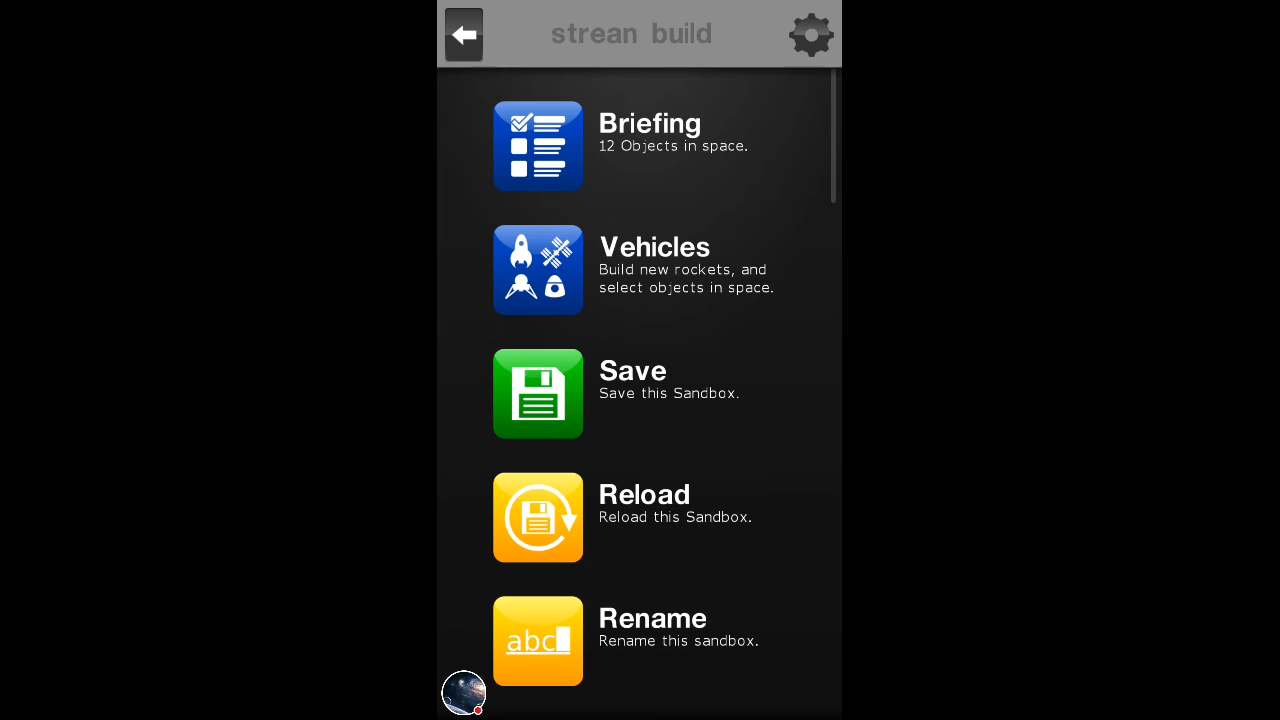 strean build
Briefing
12 Objects in space.
Vehicles
Build new rockets, and
select objects in space.
Save
Save this Sandbox.
Reload
Reload this Sandbox.
abc
Rename
Rename this sandbox.